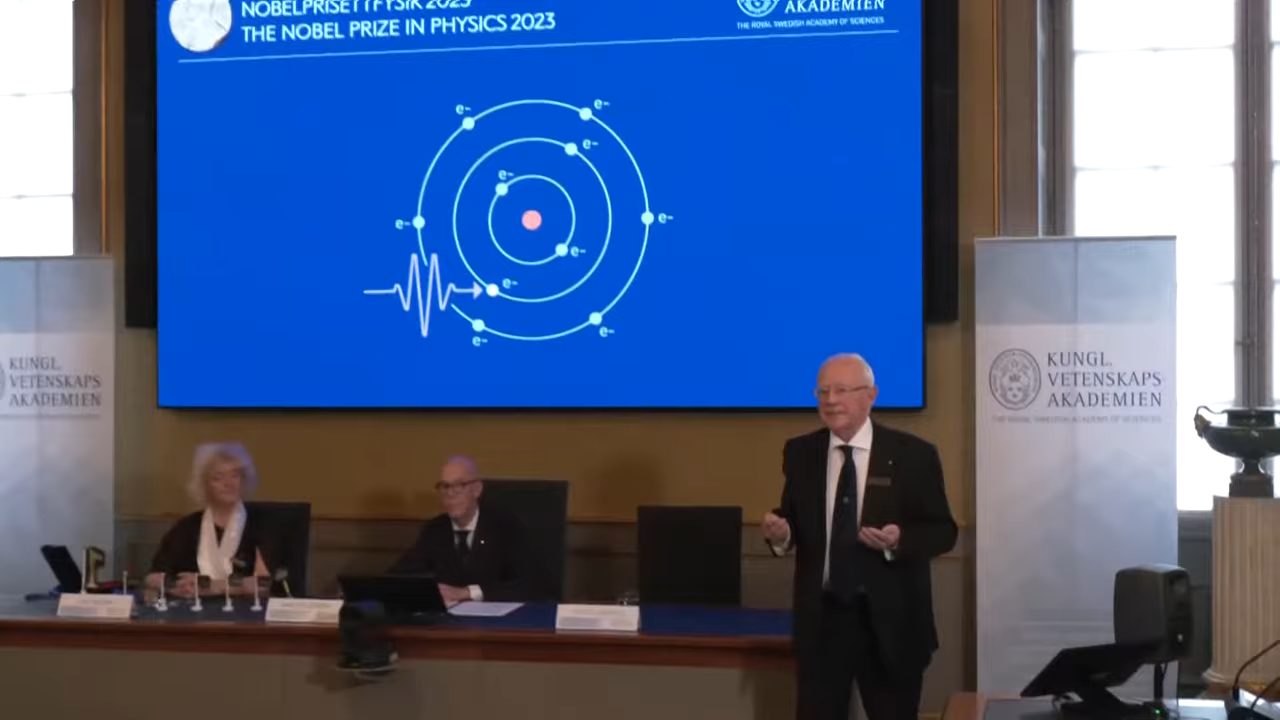 NOBELPRISET I FYSIK 2023
THE NOBEL PRIZE IN PHYSICS 2023
AKADEMIEN
THE ROYAL SWEDISH ACADEMY OF SCIENCES
e-
e-
e-
e-
e-
e-
e-
e-
e-
e-
KUNGL.
VETENSKAPS
AKADEMIEN
KUNGL.
VETENSKAPS
AKADEMIEN
THE ROYAL SWEDISH ACADEMY OF SCIENCES